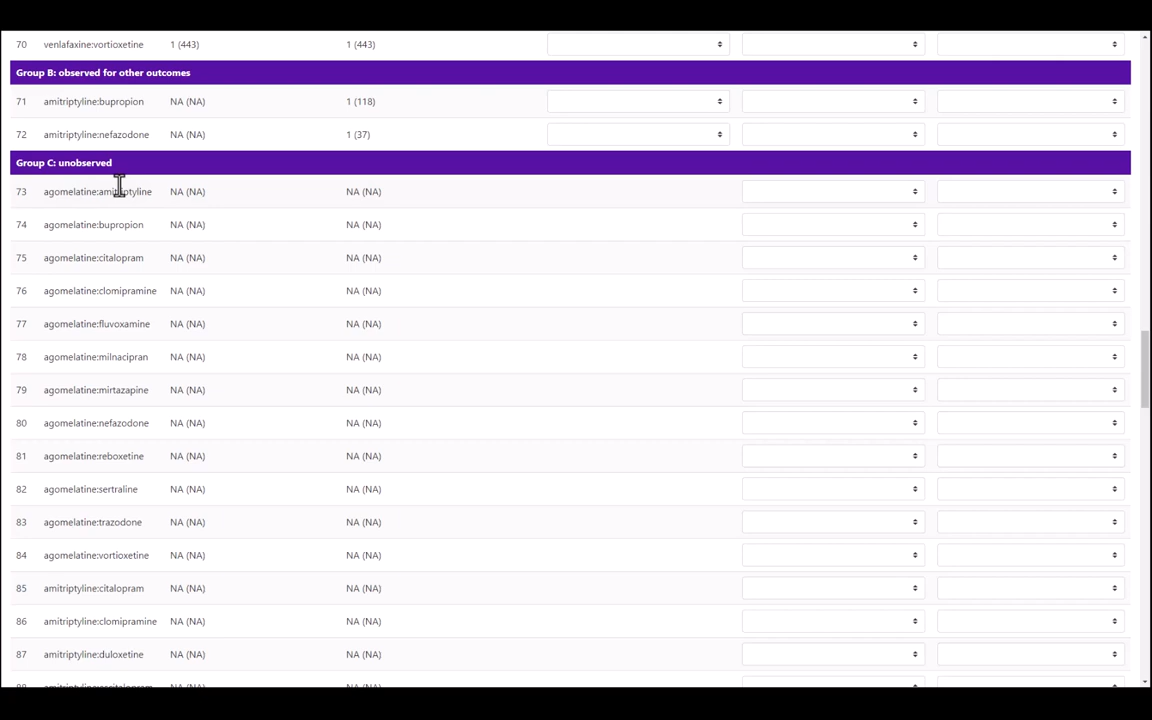 70 venlafaxine:vortioxetine 1 (443) 1 (443)
Group B: observed for other outcomes
71 amitriptyline:bupropion NA (NA) 1 (118)
72 amitriptyline:nefazodone NA (NA) 1 (37)
Group C: unobserved
73 agomelatine:amitriptyline NA (NA) NA (NA)
74 agomelatine:bupropion NA (NA) NA (NA)
75 agomelatine:citalopram NA (NA) NA (NA)
76 agomelatine:clomipramine NA (NA) NA (NA)
77 agomelatine:fluvoxamine NA (NA) NA (NA)
78 agomelatine:milnacipran NA (NA) NA (NA)
79 agomelatine:mirtazapine NA (NA) NA (NA)
80 agomelatine:nefazodone NA (NA) NA (NA)
81 agomelatine:reboxetine NA (NA) NA (NA)
82 agomelatine:sertraline NA (NA) NA (NA)
83 agomelatine:trazodone NA (NA) NA (NA)
84 agomelatine:vortioxetine NA (NA) NA (NA)
85 amitriptyline:citalopram NA (NA) NA (NA)
86 amitriptyline:clomipramine NA (NA) NA (NA)
87 amitriptyline:duloxetine NA (NA) NA (NA)